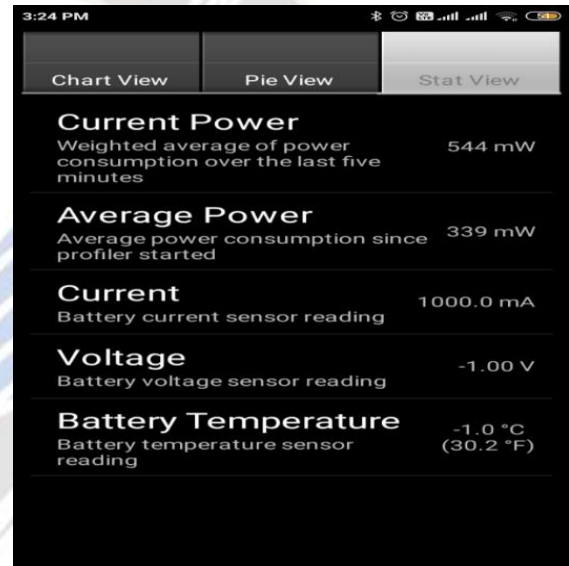 3:24 PM
Chart View Pie View Stat View
Current Power
Weighted average of power
consumption over the last five
minutes
544 mW
Average Power
Average power consumption since
profiler started
339 mW
Current
Battery current sensor reading
1000.0 mA
Voltage
Battery voltage sensor reading
-1.00 V
Battery Temperature
Battery temperature sensor
reading
-1.0 °C
(30.2 °F)